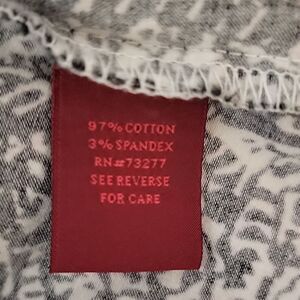 97% COTTON
3% SPANDEX
RN#73277
SEE REVERSE
FOR CARE